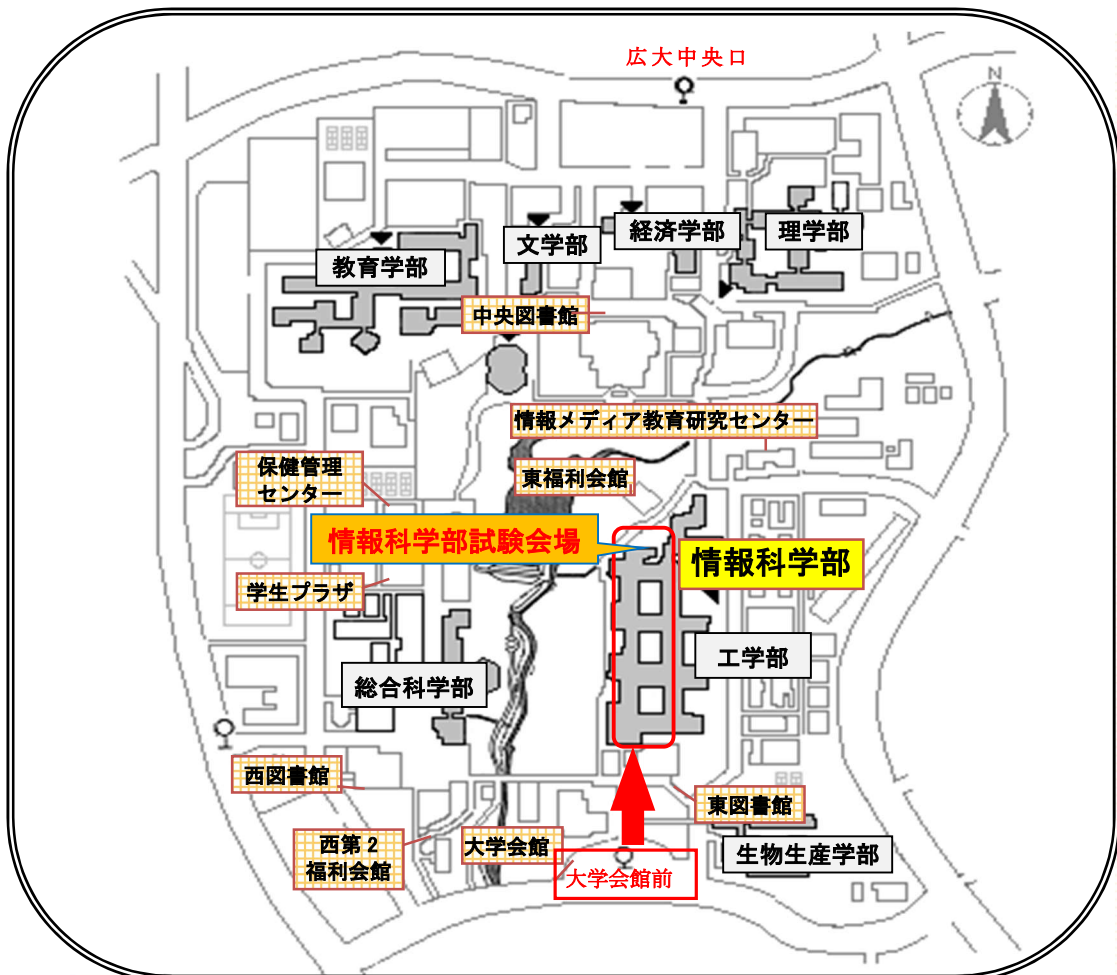 広大中央口
N
経済学部
文学部
理学部
教育学部
中央図書館
情報メディア教育研究センター
保健管理
センター
東福利会館
情報科学部試験会場
情報科学部
学生プラザ
工学部
総合科学部
西図書館
東図書館
大学会館
生物生産学部
西第2
福利会館
大学会館前